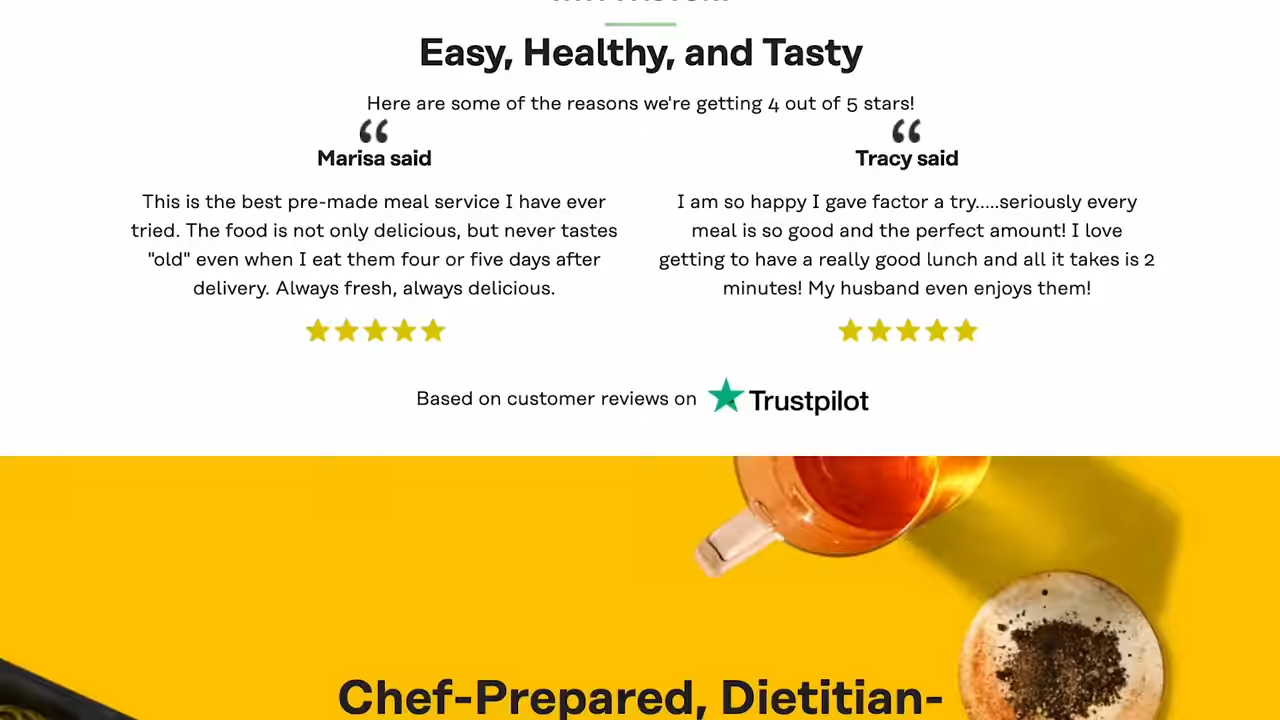 Easy, Healthy, and Tasty
Here are some of the reasons we're getting 4 out of 5 stars!
“
Marisa said
This is the best pre-made meal service I have ever
tried. The food is not only delicious, but never tastes
"old" even when I eat them four or five days after
delivery. Always fresh, always delicious.
“
Tracy said
I am so happy I gave factor a try.....seriously every
meal is so good and the perfect amount! I love
getting to have a really good lunch and all it takes is 2
minutes! My husband even enjoys them!
Based on customer reviews on Trustpilot
Chef-Prepared, Dietitian-